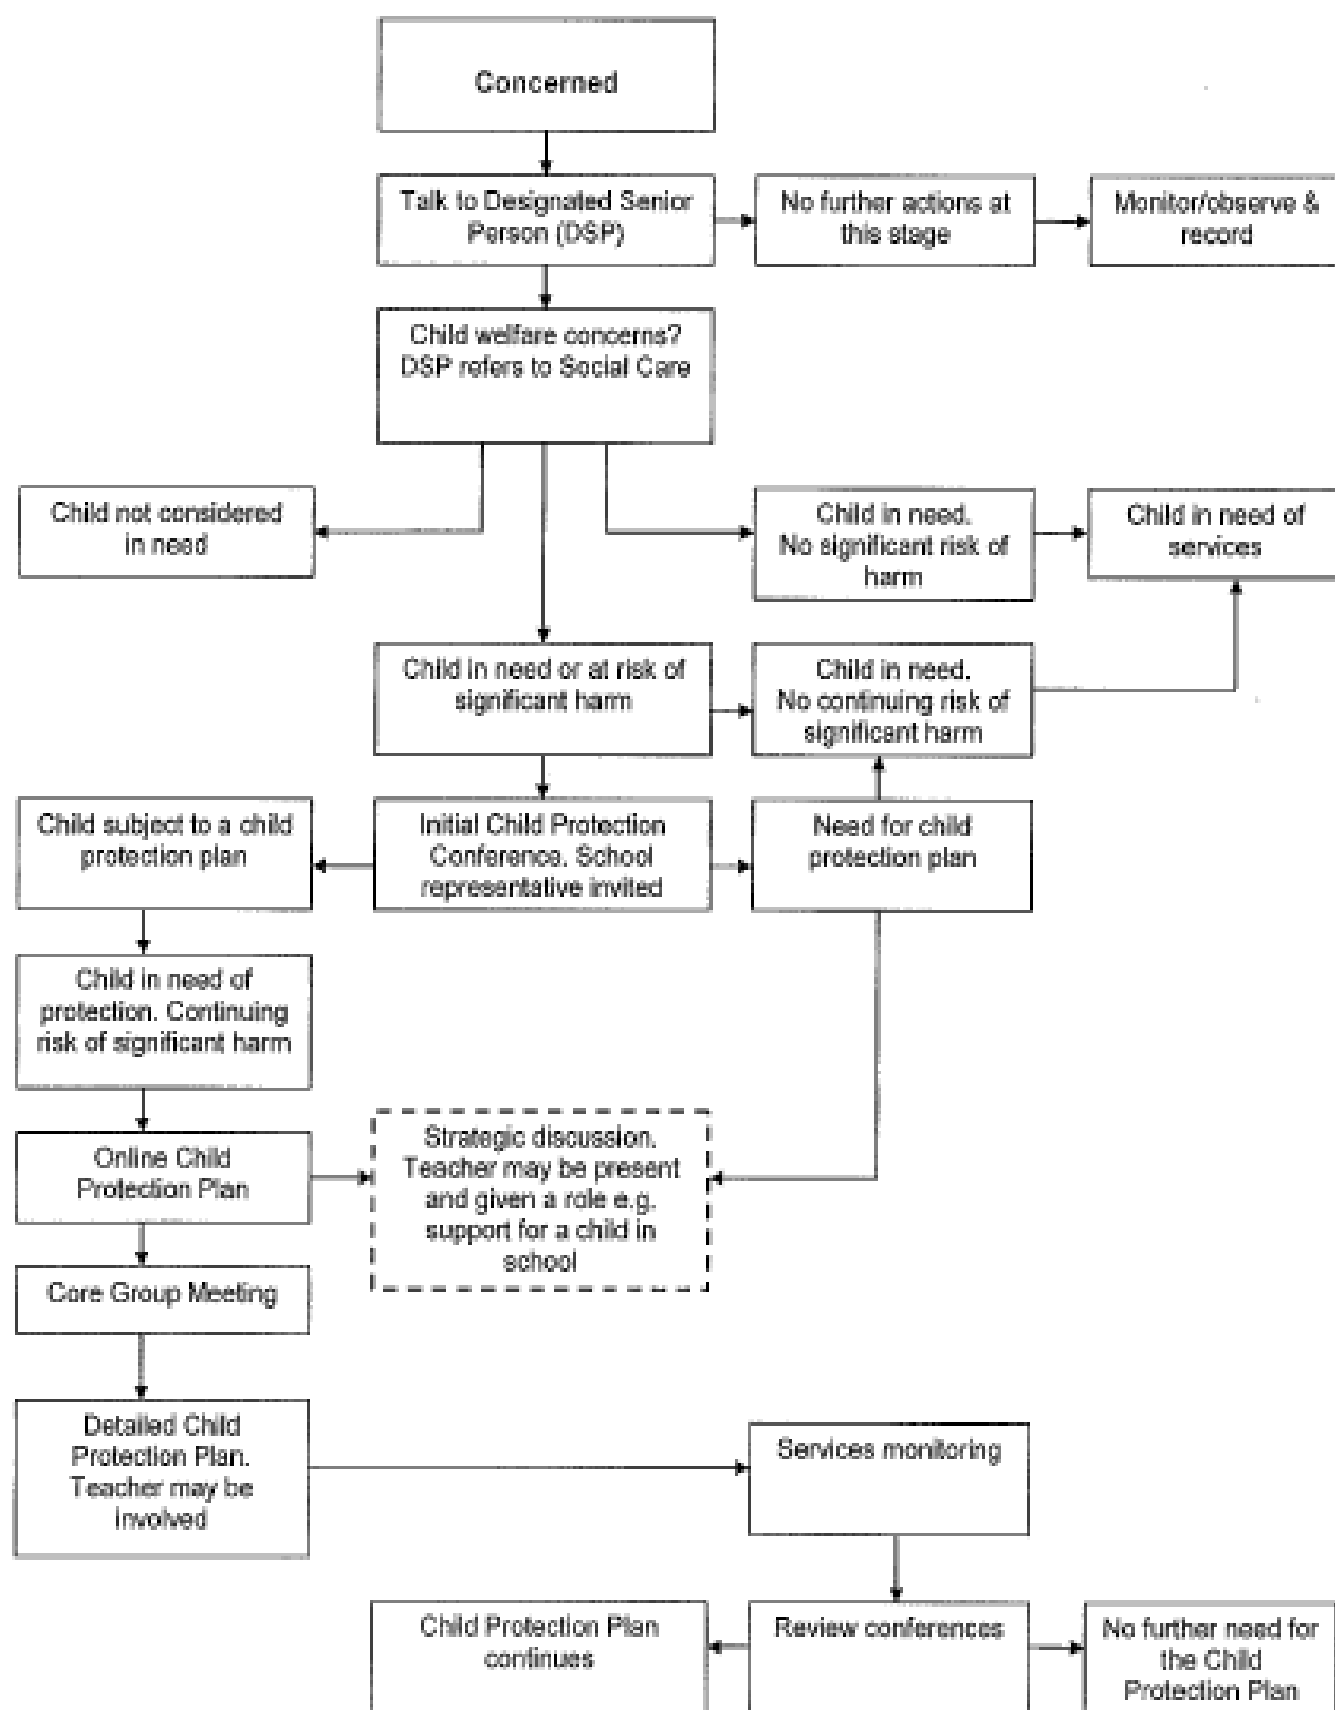 Concerned
Talk to Designated Senior
Person (DSP)
No further actions at
this stage
Monitor/observe &
record
Child welfare concerns?
DSP refers to Social Care
Child not considered
in need
Child in need.
No significant risk of
harm
Child in need of
services
Child in need or at risk of
significant harm
Child in need.
No continuing risk of
significant harm
Child subject to a child
protection plan
Initial Child Protection
Conference. School
representative invited
Need for child
protection plan
Child in need of
protection. Continuing
risk of significant harm
Online Child
Protection Plan
Strategic discussion.
Teacher may be present
and given a role e.g.
support for a child in
school
Core Group Meeting
Detailed Child
Protection Plan.
Teacher may be
involved
Services monitoring
Child Protection Plan
continues
Review conferences
No further need for
the Child
Protection Plan